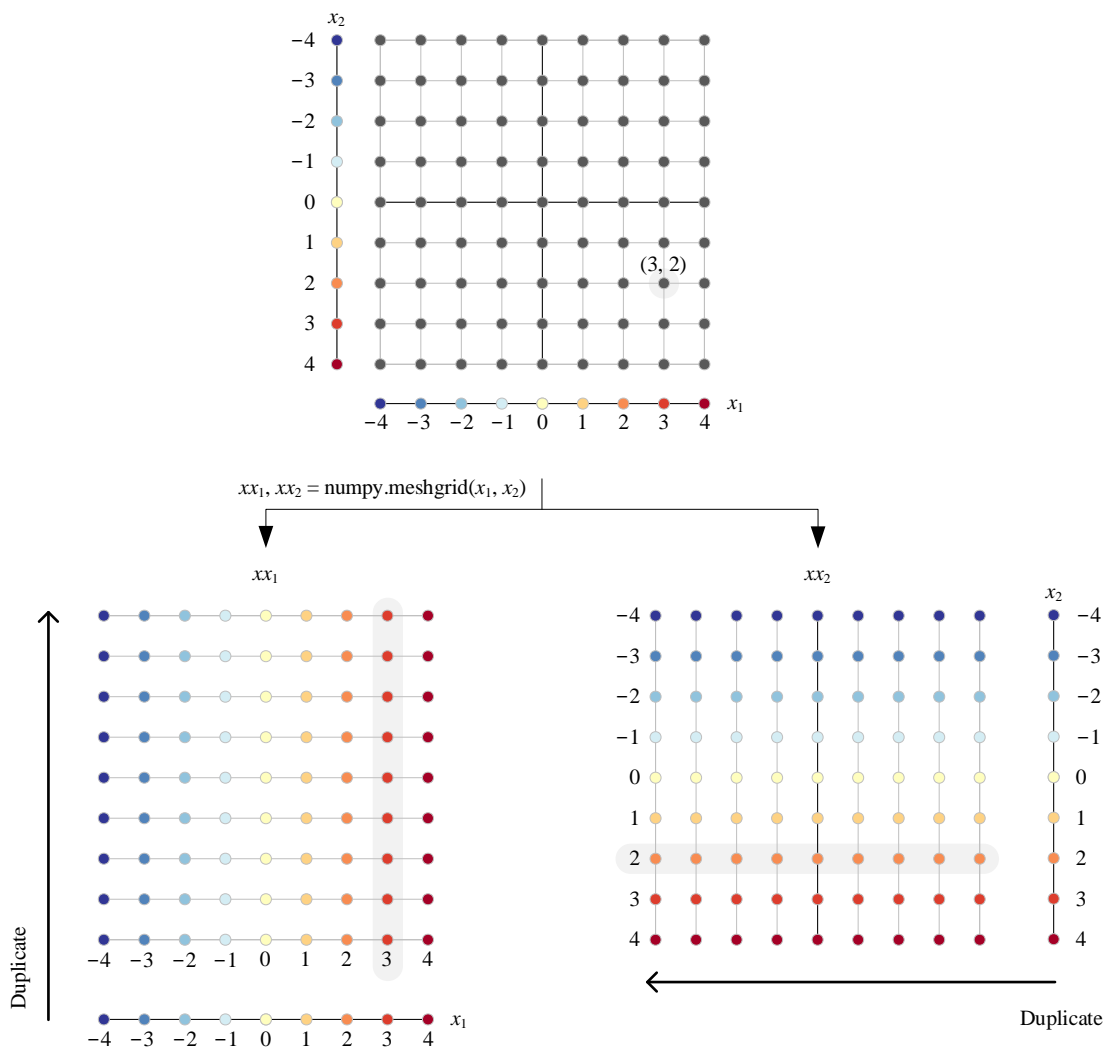 x2
−4
−3
−2
−1
0
1
(3, 2)
2
3
4
x1
−4 −3 −2 −1 0 1 2 3 4
xx1, xx2 = numpy.meshgrid(x1, x2)
xx1
xx2
x2
−4 −4
−3 −3
−2 −2
−1 −1
0 0
1 1
2 2
3 3
4 4
−4 −3 −2 −1 0 1 2 3 4
Duplicate
x1
−4 −3 −2 −1 0 1 2 3 4
Duplicate